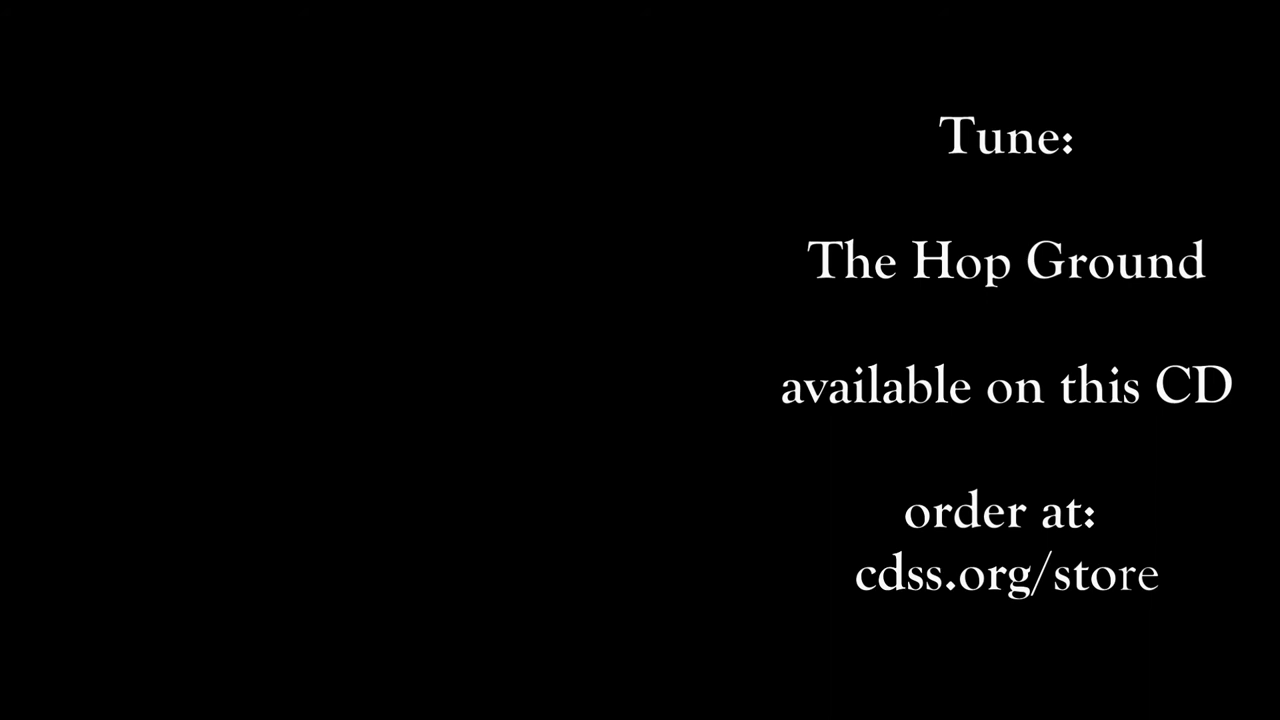 Tune:
The Hop Ground
available on this CD
order at:
cdss.org/store